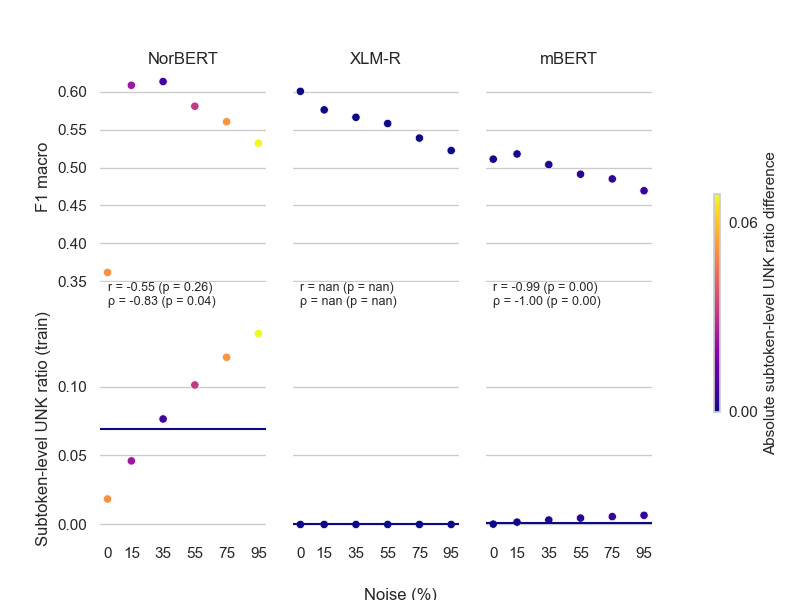 NorBERT XLM-R mBERT
F1 macro
0.60
0.55
0.50
0.45
0.40
0.35
r = -0.55 (p = 0.26)
ρ = -0.83 (p = 0.04)
r = nan (p = nan)
ρ = nan (p = nan)
r = -0.99 (p = 0.00)
ρ = -1.00 (p = 0.00)
Subtoken-level UNK ratio (train)
0.10
0.05
0.00
0 15 35 55 75 95
0 15 35 55 75 95
0 15 35 55 75 95
Noise (%)
0.06
0.00
Absolute subtoken-level UNK ratio difference